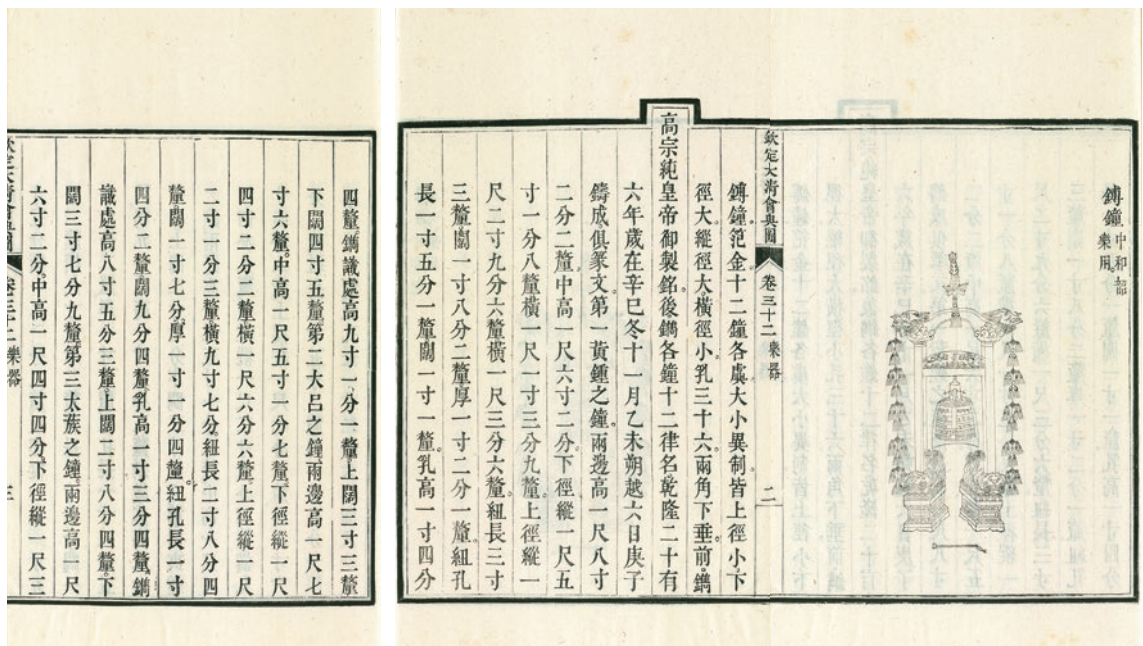 鎛鐘中和韶
樂用
欽定大清會典圖 卷三十二 樂器 二
鎛鐘范金十二鐘各虡大小異制皆上徑小下
徑大縱徑大橫徑小乳三十六兩角下垂前鐫
高宗純皇帝御製銘後鐫各鐘十二律名乾隆二十有
六年歲在辛巳冬十一月乙未朔越六日庚子
鑄成俱篆文第一黃鍾之鐘兩邊高一尺八寸
二分二釐中高一尺六寸二分下徑縱一尺五
寸一分八釐橫一尺一寸三分九釐上徑縱一
尺二寸九分六釐橫一尺三分六釐紐長三寸
三釐闊一寸八分二釐厚一寸二分一釐紐孔
長一寸五分一釐闊一寸一釐乳高一寸四分
四釐鐫識處高九寸一分一釐上闊三寸三釐
下闊四寸五釐第二大呂之鐘兩邊高一尺七
寸六釐中高一尺五寸一分七釐下徑縱一尺
四寸二分二釐橫一尺六分六釐上徑縱一尺
二寸一分三釐橫九寸七分紐長二寸八分四
釐闊一寸七分厚一寸一分四釐紐孔長一寸
四分二釐闊九分四釐乳高一寸三分四釐鐫
識處高八寸五分三釐上闊二寸八分四釐下
闊三寸七分九釐第三太蔟之鐘兩邊高一尺
六寸二分中高一尺四寸四分下徑縱一尺三
欽定大清會典圖 卷三十二 樂器 三